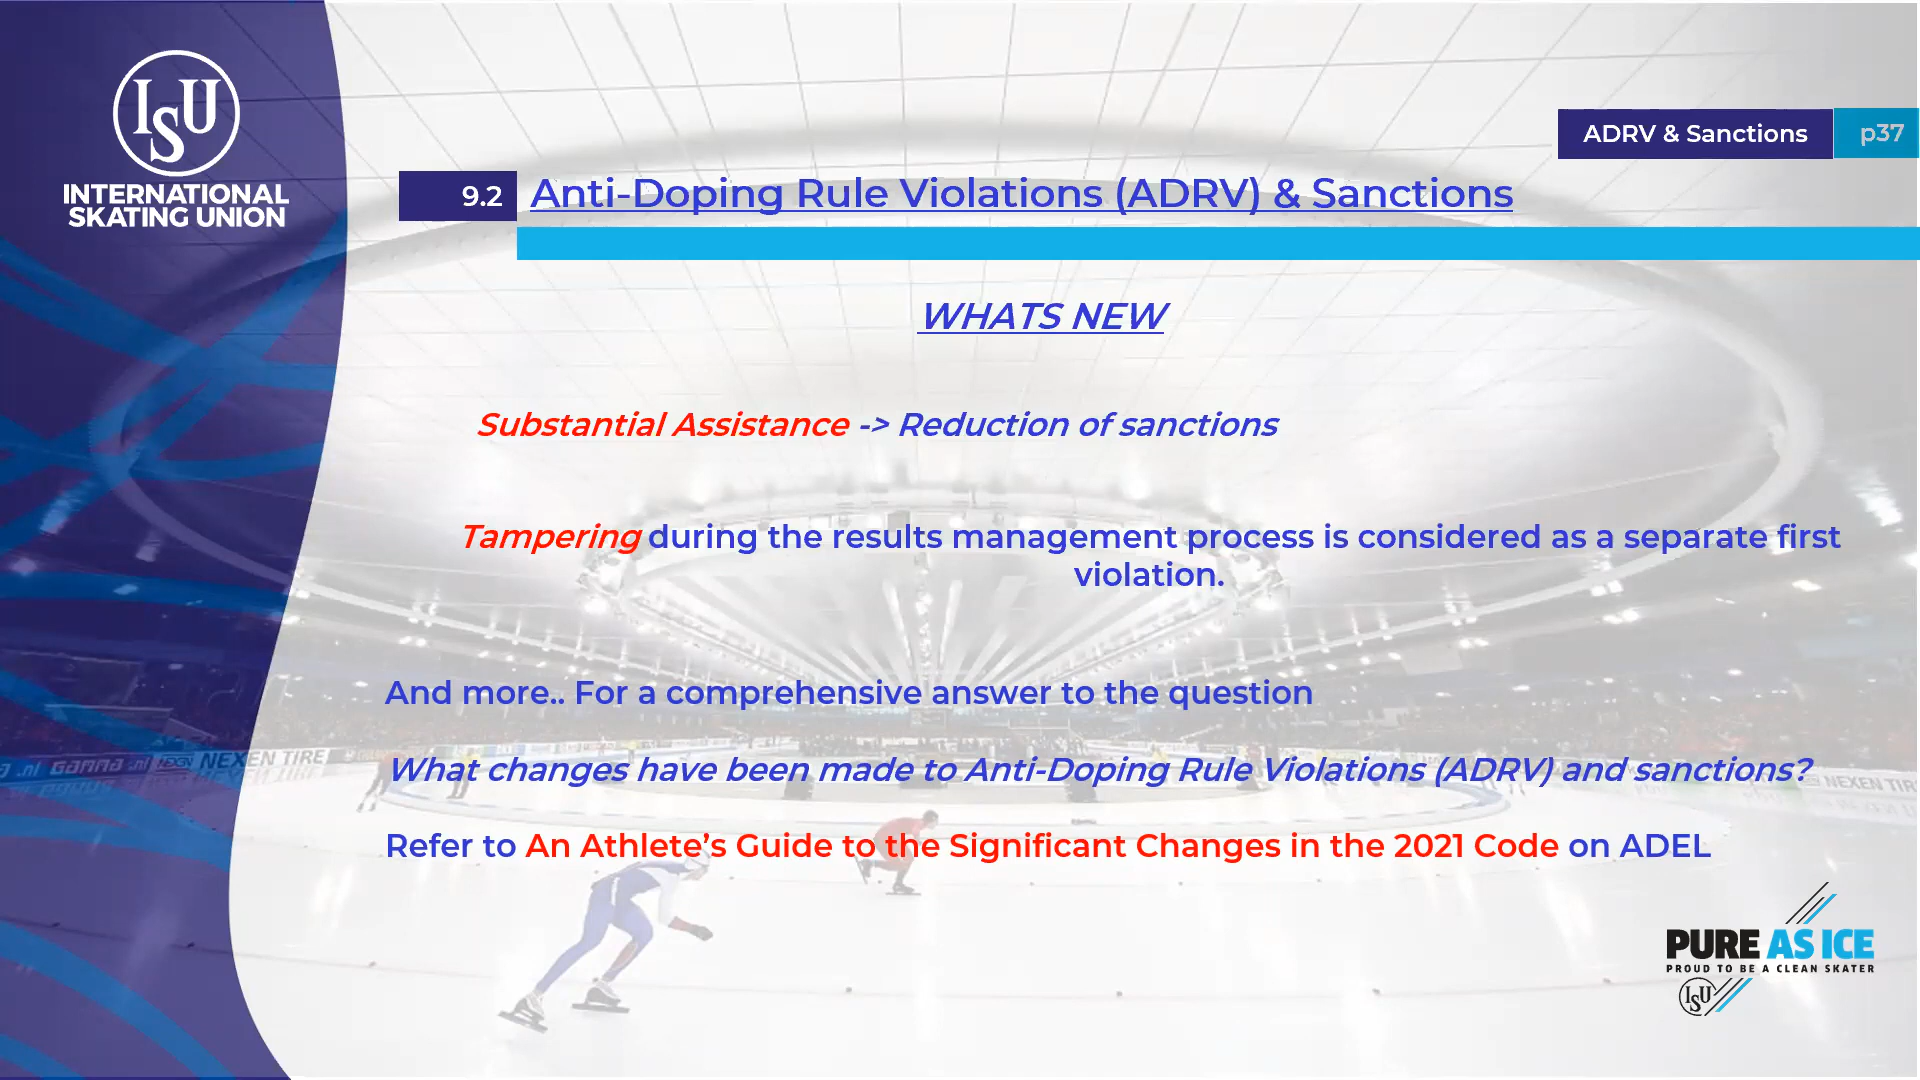 ISU
INTERNATIONAL
SKATING UNION
ADRV & Sanctions
p37
9.2
Anti-Doping Rule Violations (ADRV) & Sanctions
WHATS NEW
Substantial Assistance -> Reduction of sanctions
Tampering during the results management process is considered as a separate first
violation.
And more.. For a comprehensive answer to the question
NEXEN TIRE
What changes have been made to Anti-Doping Rule Violations (ADRV) and sanctions?
Refer to An Athlete’s Guide to the Significant Changes in the 2021 Code on ADEL
PURE AS ICE
PROUD TO BE A CLEAN SKATER
ISU